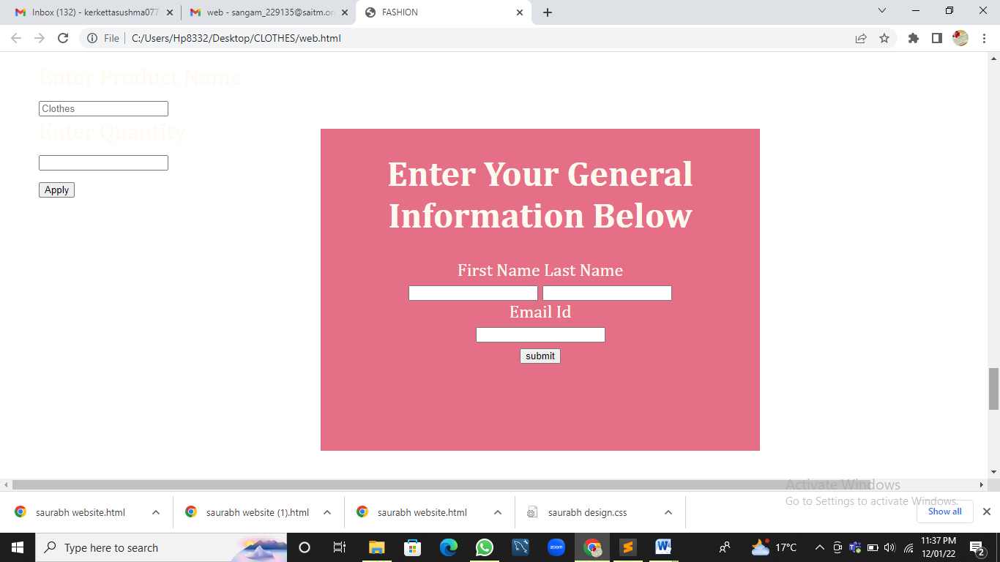 Inbox (132) - kerkettasushma077
web - sangam_229135@saitm.or
FASHION
File
C:/Users/Hp8332/Desktop/CLOTHES/web.html
Enter Product Name
Clothes
Enter Quantity
Apply
Enter Your General
Information Below
First Name Last Name
Email Id
submit
Activate Windows
Go to Settings to activate Windows.
saurabh website.html
saurabh website (1).html
saurabh website.html
saurabh design.css
Show all
Type here to search
zoom
17°C
11:37 PM
12/01/22
2